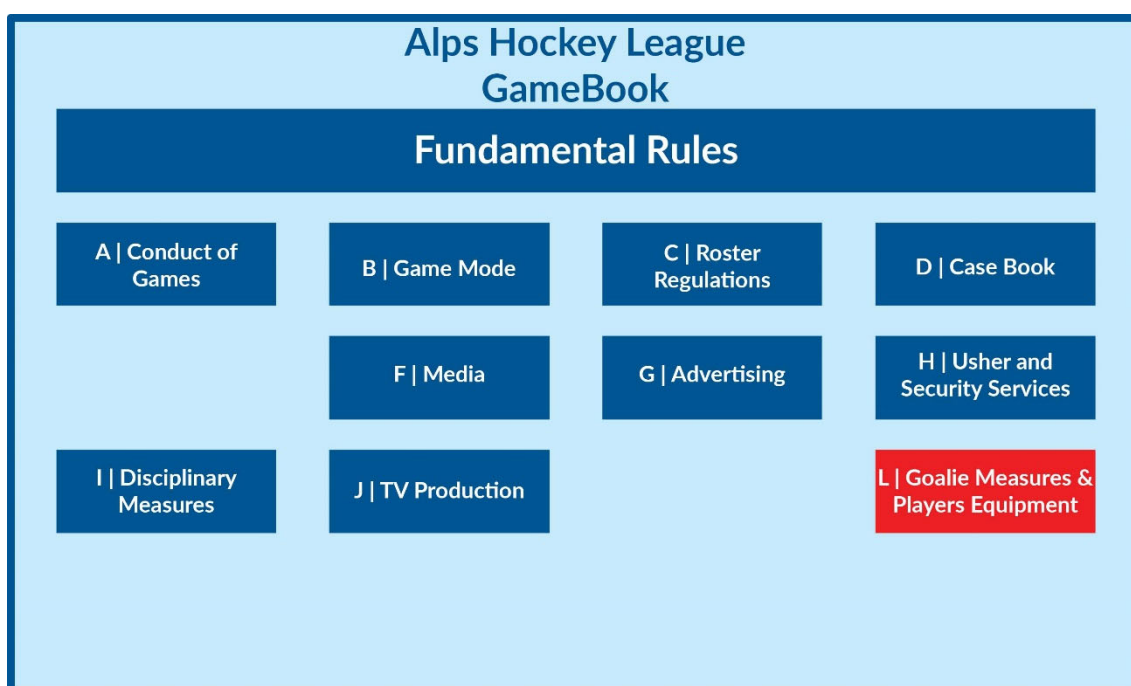 Alps Hockey League
GameBook
Fundamental Rules
A | Conduct of
Games
B | Game Mode
C | Roster
Regulations
D | Case Book
F | Media
G | Advertising
H | Usher and
Security Services
I | Disciplinary
Measures
J | TV Production
L | Goalie Measures &
Players Equipment